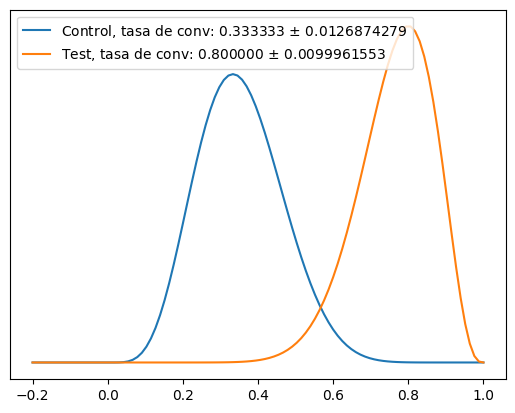 Control, tasa de conv: 0.333333 ± 0.0126874279
Test, tasa de conv: 0.800000 ± 0.0099961553
−0.2 0.0 0.2 0.4 0.6 0.8 1.0